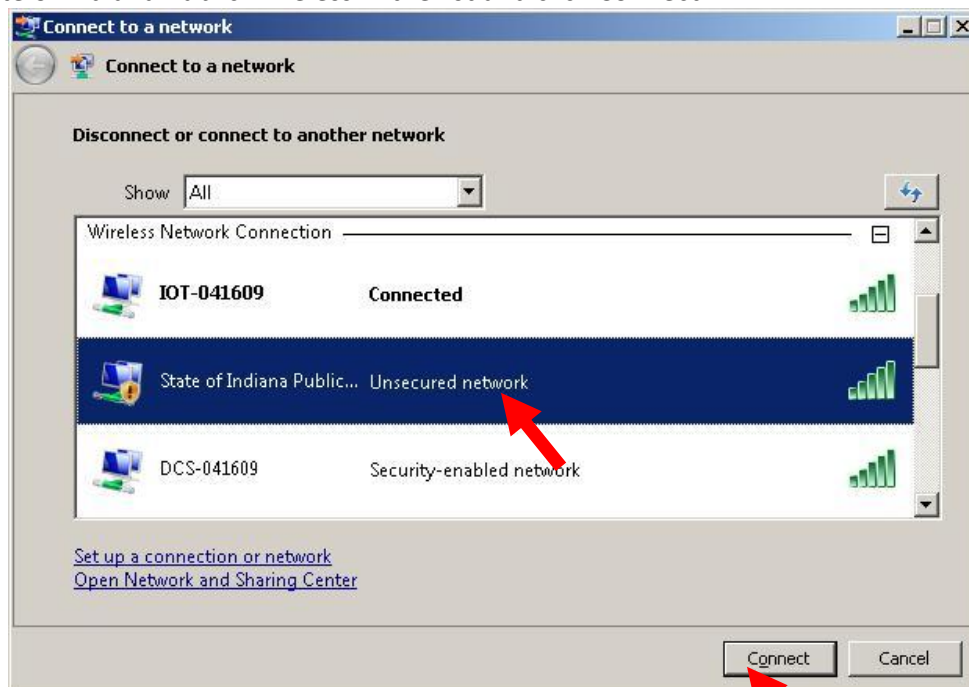 Connect to a network
Connect to a network
Disconnect or connect to another network
Show All
Wireless Network Connection
IOT-041609 Connected
State of Indiana Public... Unsecured network
DCS-041609 Security-enabled network
Set up a connection or network
Open Network and Sharing Center
Connect Cancel